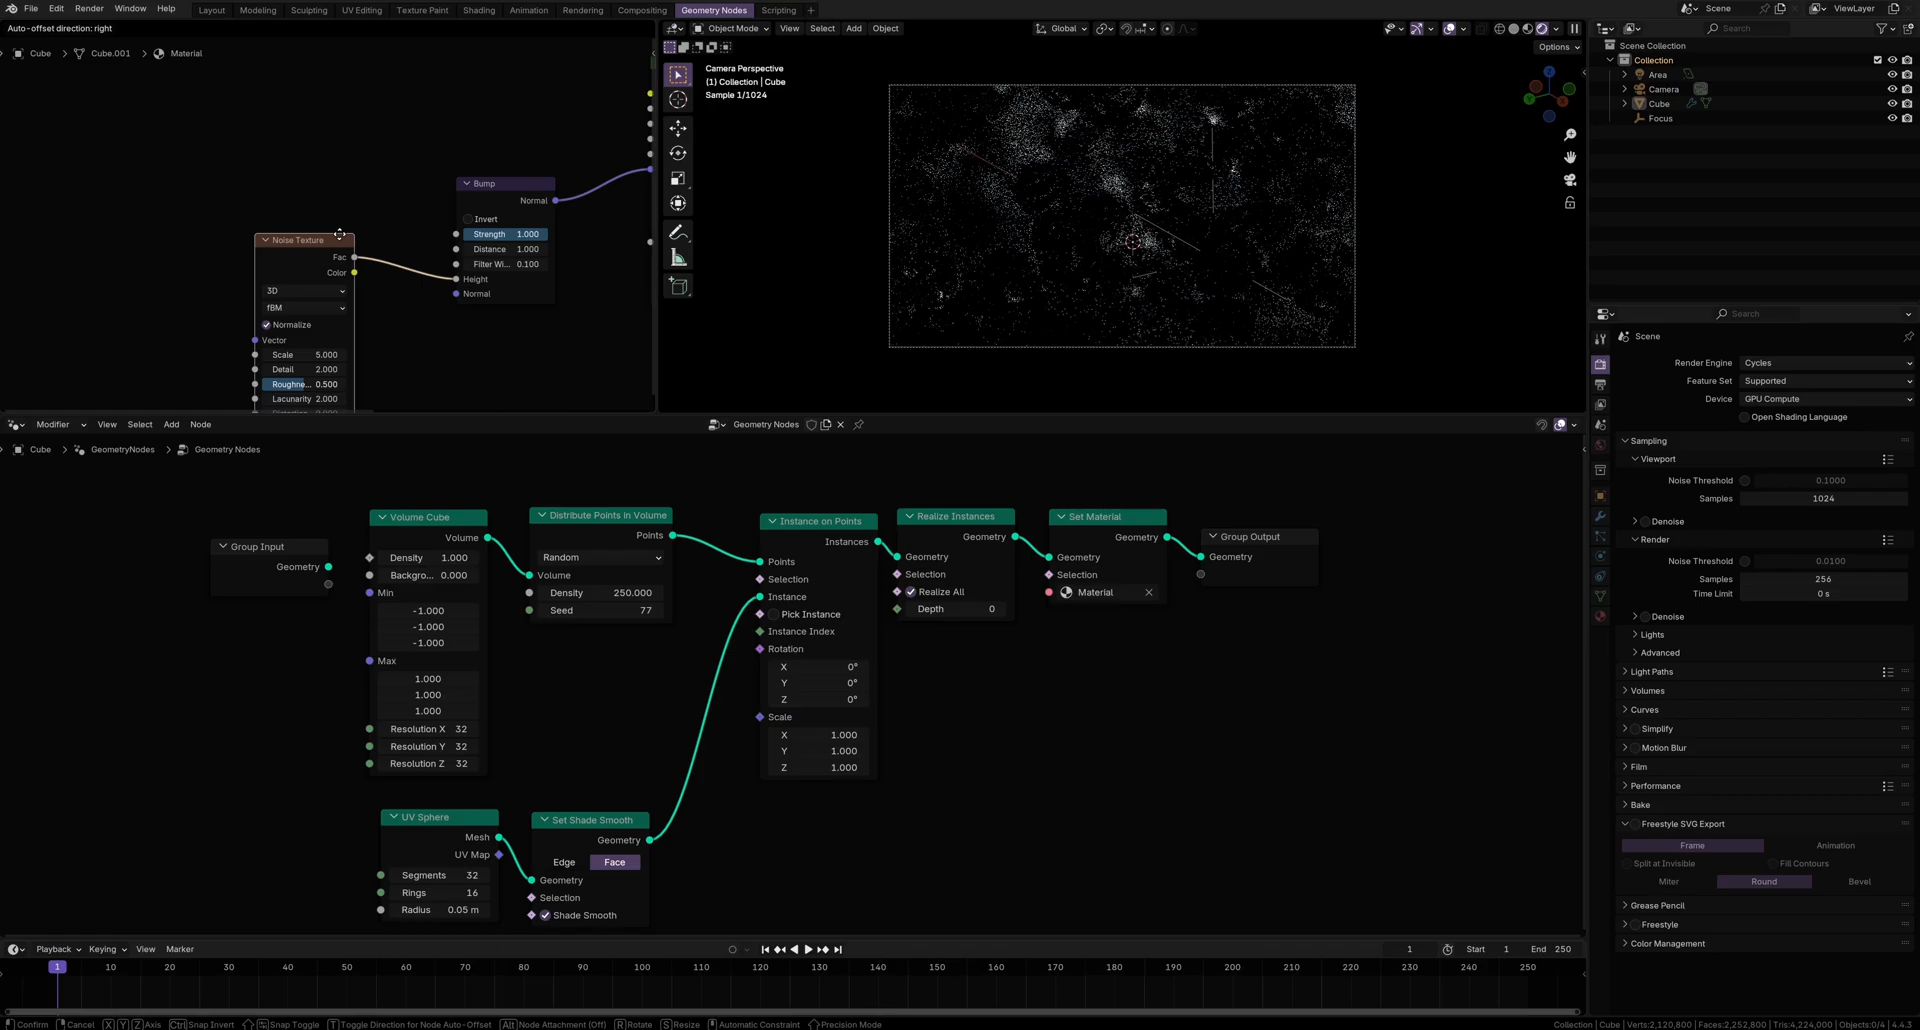 File Edit Render Window Help Layout Modeling Sculpting UV Editing Texture Paint Shading Animation Rendering Compositing Geometry Nodes Scripting +
Scene
ViewLayer
Auto-offset direction: right
Cube > Cube.001 > Material
Noise Texture
Fac
Color
3D
fBM
Normalize
Vector
Scale 5.000
Detail 2.000
Roughne... 0.500
Lacunarity 2.000
Bump
Normal
Invert
Strength 1.000
Distance 1.000
Filter Wi... 0.100
Height
Normal
Object Mode View Select Add Object
Global
Options
Camera Perspective
(1) Collection | Cube
Sample 1/1024
Search
Scene Collection
Collection
Area
Camera
Cube
Focus
Search
Scene
Render Engine Cycles
Feature Set Supported
Device GPU Compute
Open Shading Language
Sampling
Viewport
Noise Threshold 0.1000
Samples 1024
Denoise
Render
Noise Threshold 0.0100
Samples 256
Time Limit 0 s
Denoise
Lights
Advanced
Light Paths
Volumes
Curves
Simplify
Motion Blur
Film
Performance
Bake
Freestyle SVG Export
Frame Animation
Split at Invisible Fill Contours
Miter Round Bevel
Grease Pencil
Freestyle
Color Management
Modifier View Select Add Node
Geometry Nodes
Cube > GeometryNodes > Geometry Nodes
Group Input
Geometry
Volume Cube
Volume
Density 1.000
Backgro... 0.000
Min
-1.000
-1.000
-1.000
Max
1.000
1.000
1.000
Resolution X 32
Resolution Y 32
Resolution Z 32
Distribute Points in Volume
Points
Random
Volume
Density 250.000
Seed 77
Instance on Points
Instances
Points
Selection
Instance
Pick Instance
Instance Index
Rotation
X 0°
Y 0°
Z 0°
Scale
X 1.000
Y 1.000
Z 1.000
Realize Instances
Geometry
Geometry
Selection
Realize All
Depth 0
Set Material
Geometry
Geometry
Selection
Material
Group Output
Geometry
UV Sphere
Mesh
UV Map
Segments 32
Rings 16
Radius 0.05 m
Set Shade Smooth
Geometry
Edge Face
Geometry
Selection
Shade Smooth
Playback Keying View Marker
1 Start 1 End 250
1 10 20 30 40 50 60 70 80 90 100 110 120 130 140 150 160 170 180 190 200 210 220 230 240 250
Confirm Cancel X Y Z Axis Ctrl Snap Invert Snap Toggle T Toggle Direction for Node Auto-Offset Alt Node Attachment (Off) R Rotate S Resize Automatic Constraint Precision Mode
Collection | Cube | Verts:2,120,800 | Faces:2,252,800 | Tris:4,224,000 | Objects:0/4 | 4.4.3